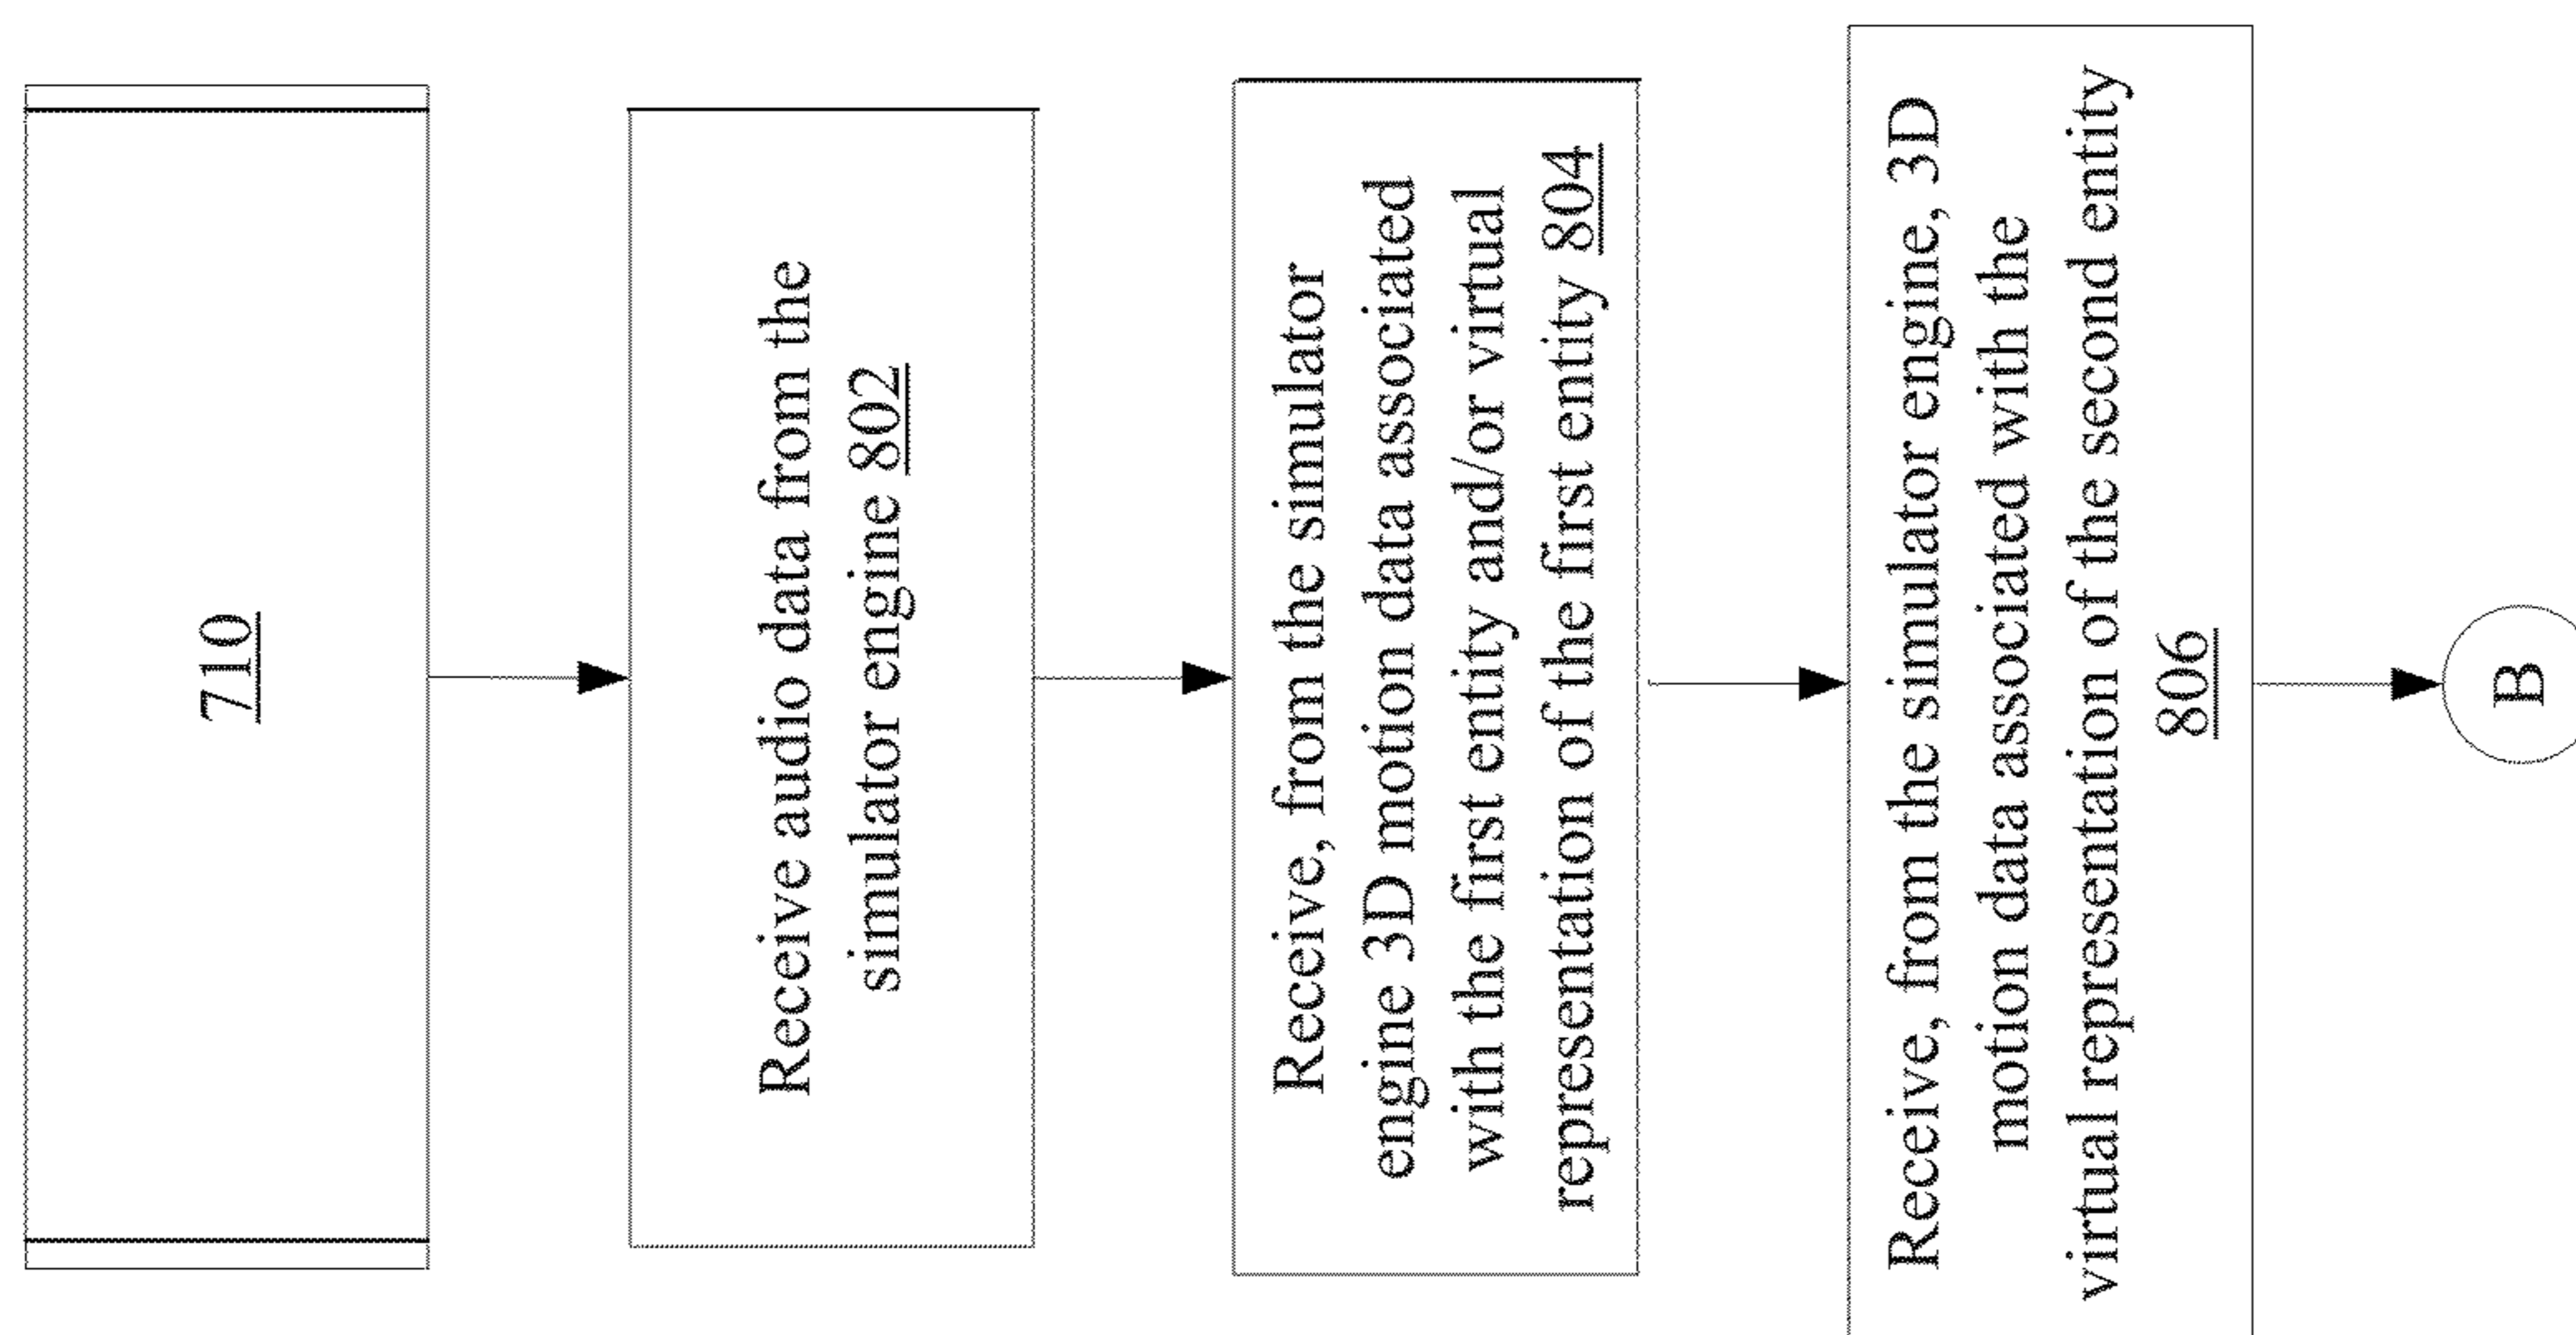 710
Receive audio data from the
simulator engine 802
Receive, from the simulator
engine 3D motion data associated
with the first entity and/or virtual
representation of the first entity 804
Receive, from the simulator engine, 3D
motion data associated with the
virtual representation of the second entity
806
B